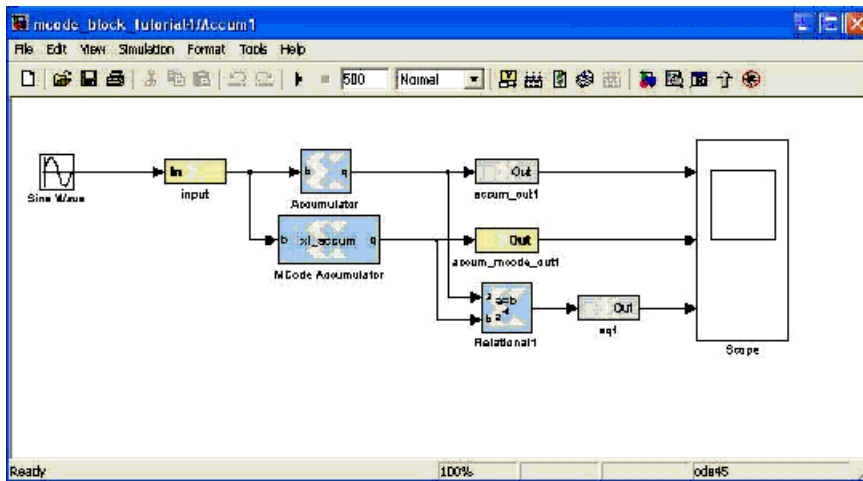 mcode_block_tutorial1/Accum1
File Edit View Simulation Format Tools Help
500 Normal
Sine Wave
In
input
b q
Accumulator
b xl_accum q
MCode Accumulator
Out
accum_out1
Out
accum_mcode_out1
a a=b
b z-4
Relational1
Out
eq1
Scope
Ready 100% ode45